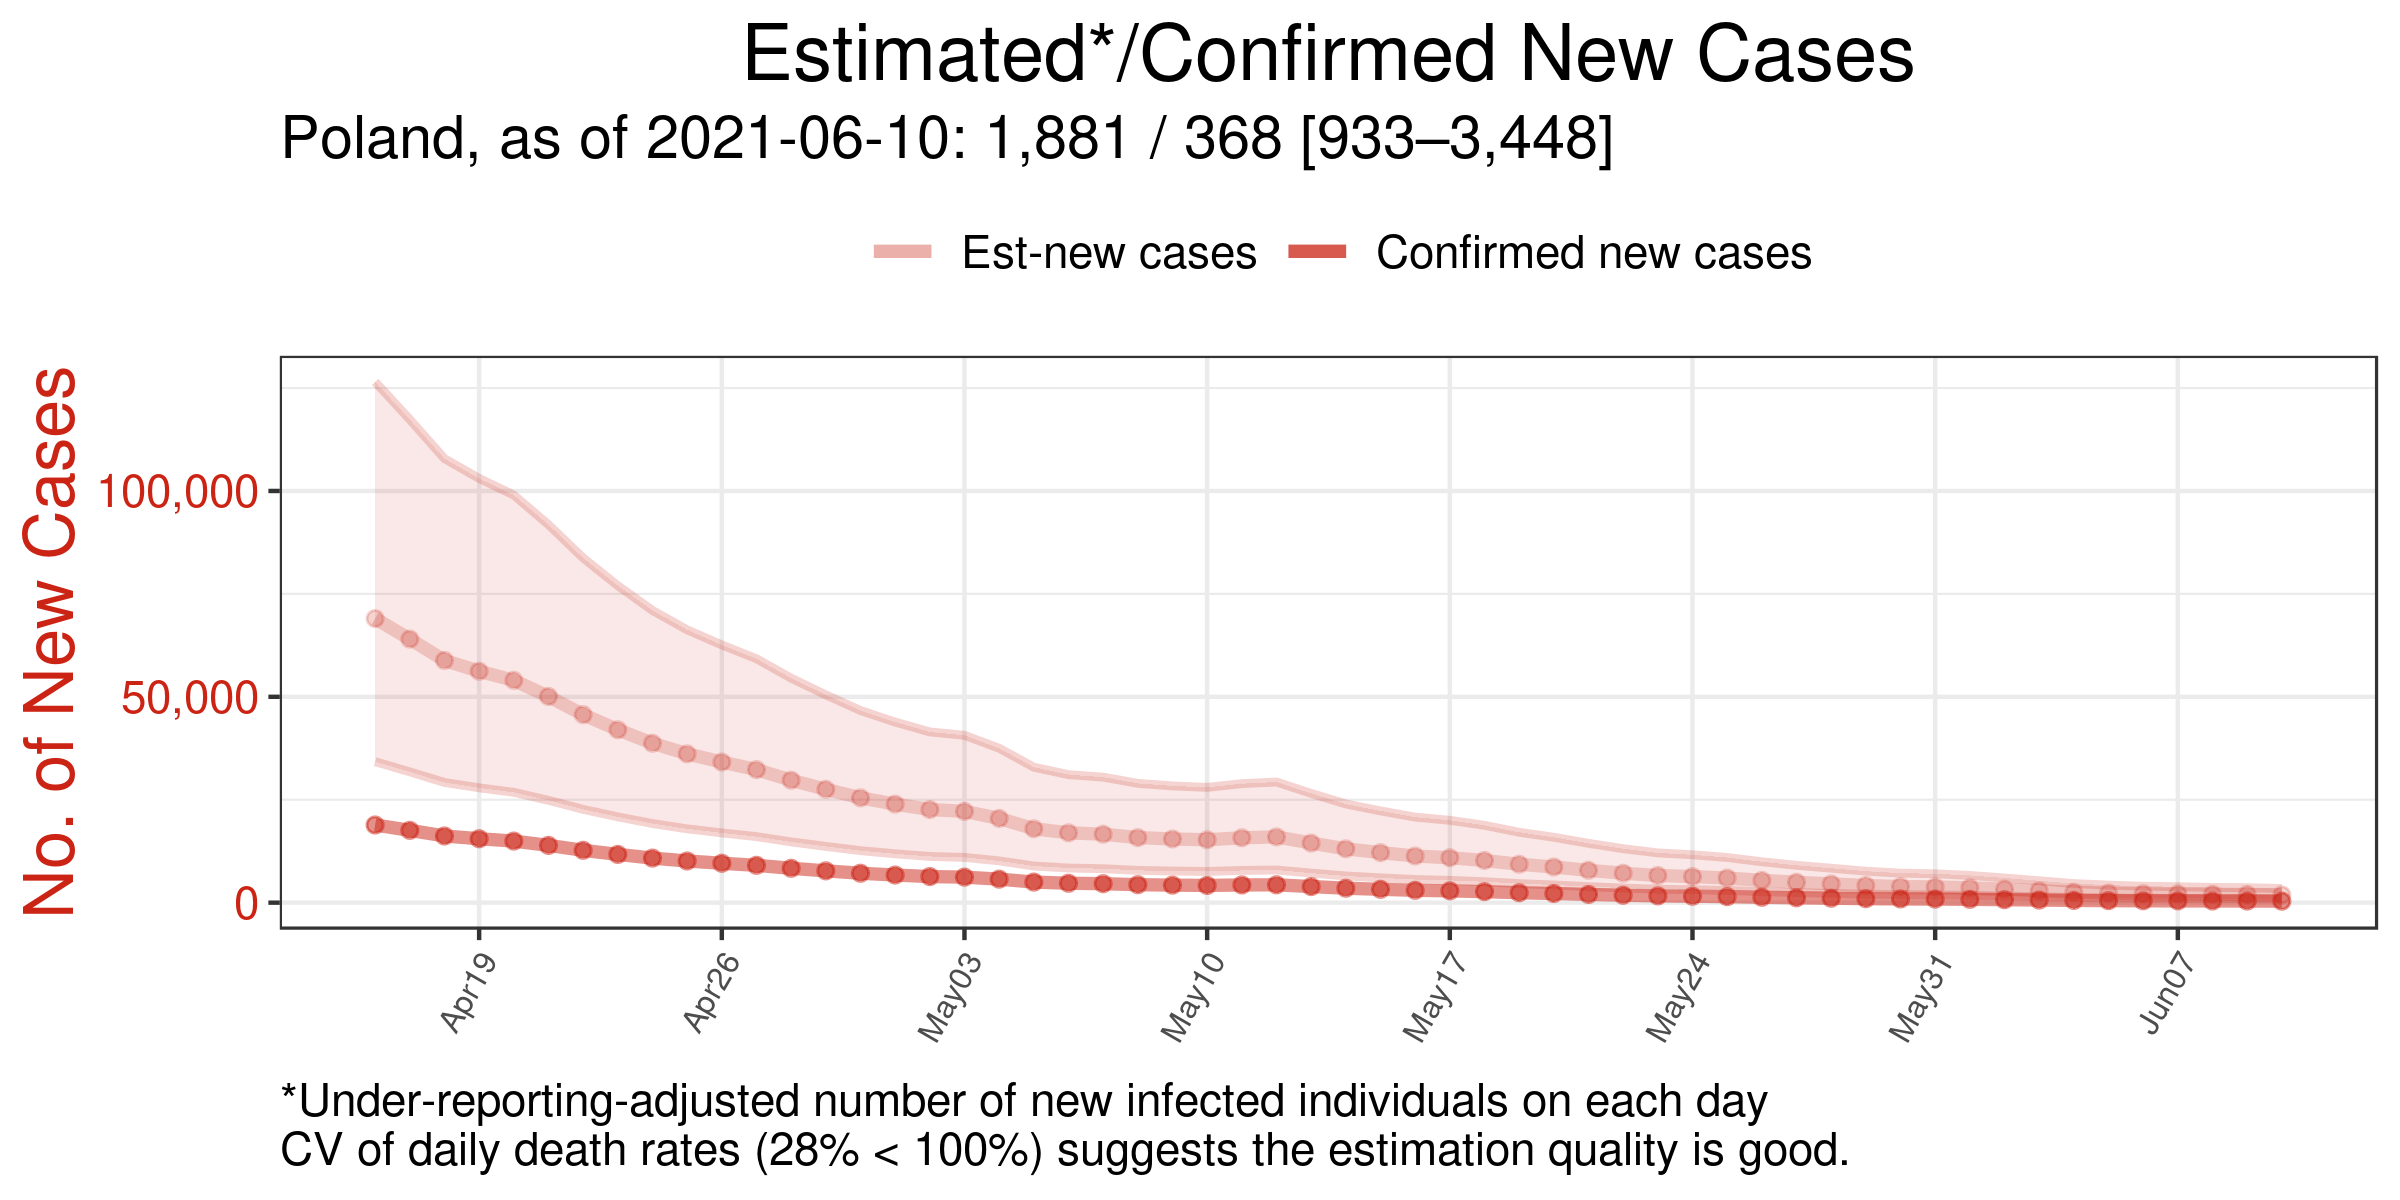 Estimated*/Confirmed New Cases
Poland, as of 2021-06-10: 1,881 / 368 [933–3,448]
Est-new cases
Confirmed new cases
No. of New Cases
100,000
50,000
0
Apr19
Apr26
May03
May10
May17
May24
May31
Jun07
*Under-reporting-adjusted number of new infected individuals on each day
CV of daily death rates (28% < 100%) suggests the estimation quality is good.